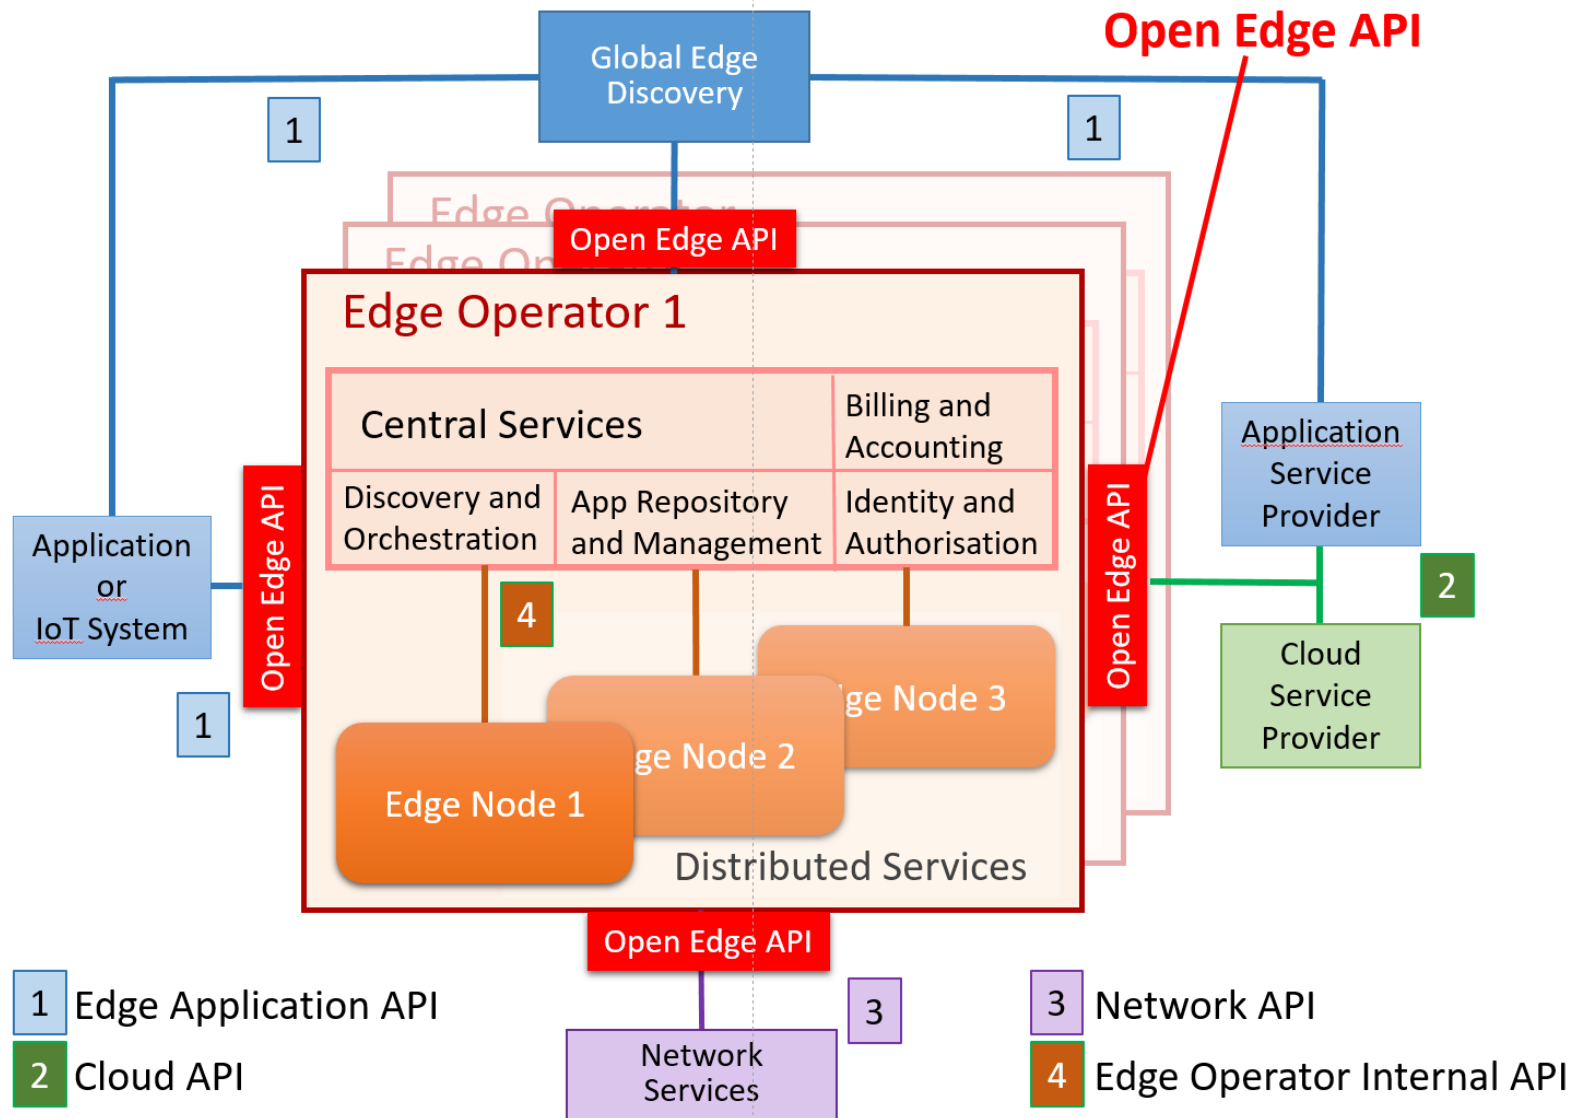 Open Edge API
Global Edge
Discovery
1
1
Edge Operator
Edge Operator
Open Edge API
Edge Operator 1
Central Services
Billing and
Accounting
Discovery and
Orchestration
App Repository
and Management
Identity and
Authorisation
Open Edge API
Open Edge API
Application
or
IoT System
1
Application
Service
Provider
2
Cloud
Service
Provider
4
Edge Node 1
ge Node 2
ge Node 3
Distributed Services
Open Edge API
3
Network
Services
1 Edge Application API
2 Cloud API
3 Network API
4 Edge Operator Internal API